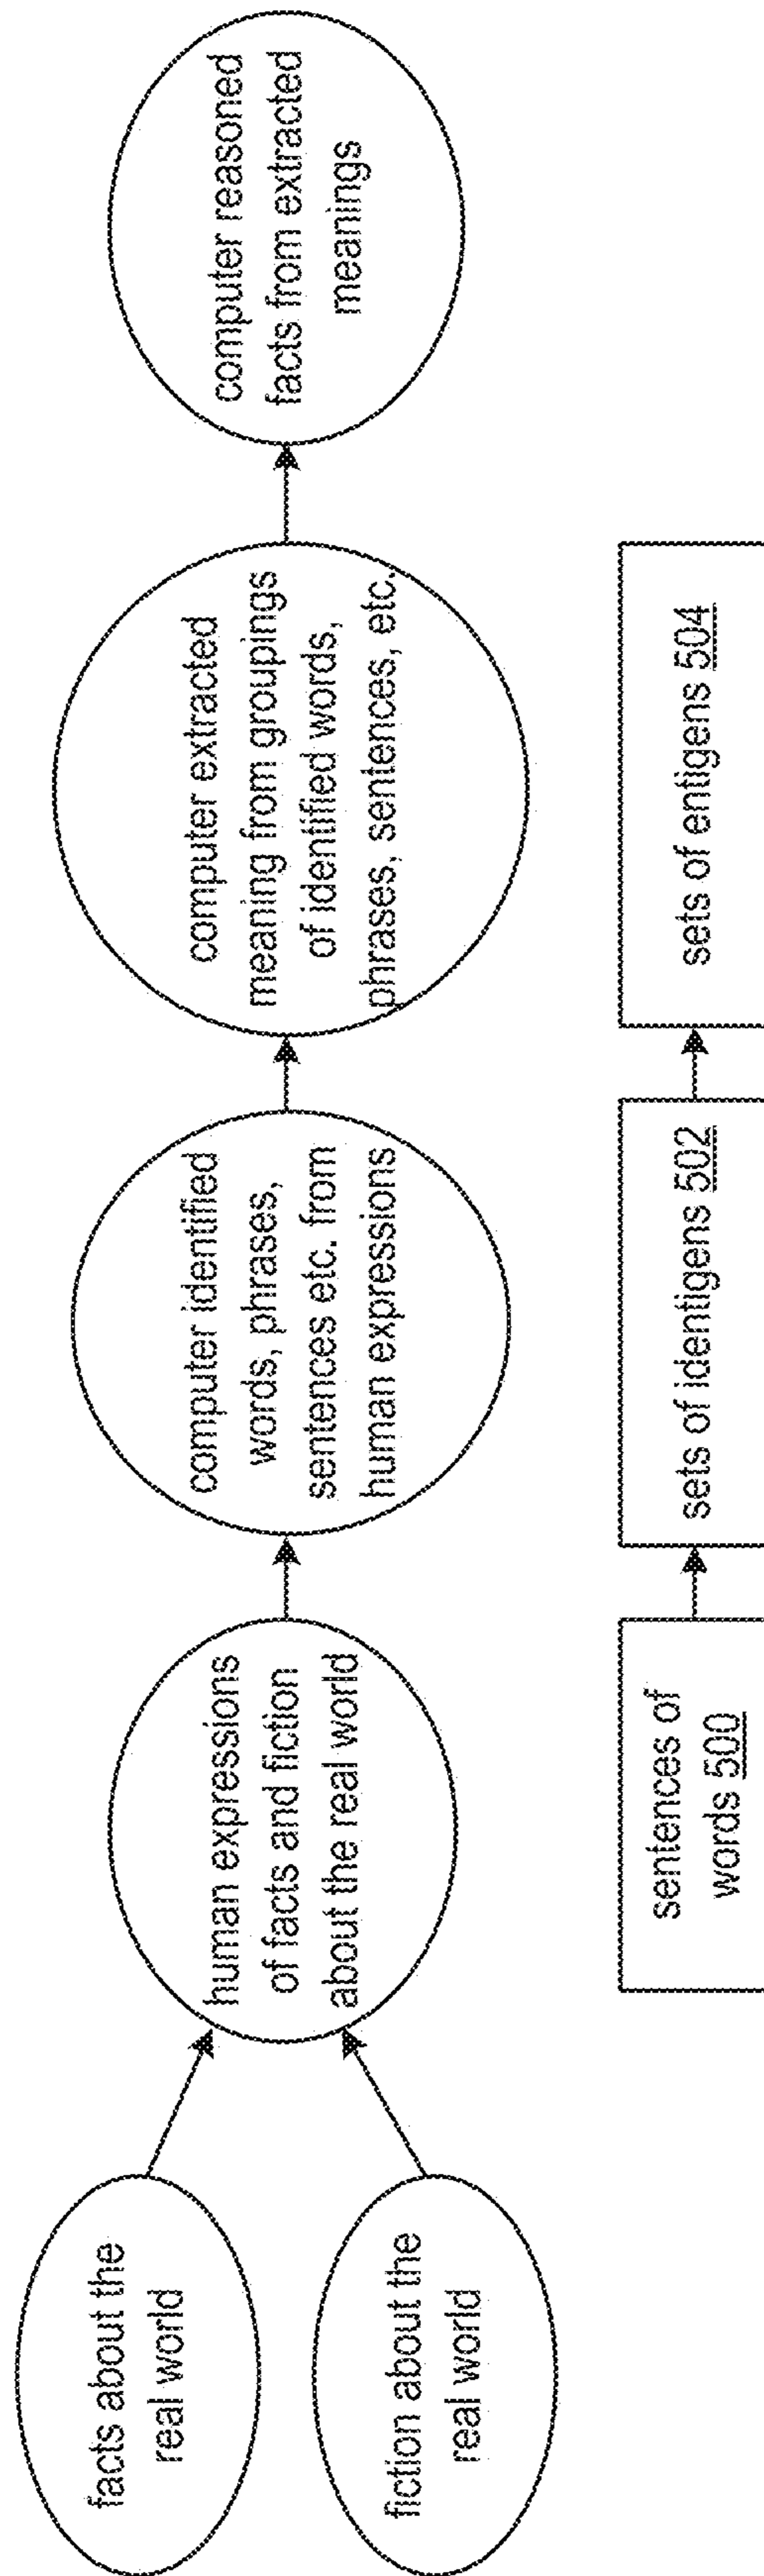 facts about the
real world
fiction about the
real world
human expressions
of facts and fiction
about the real world
computer identified
words, phrases,
sentences etc. from
human expressions
computer extracted
meaning from groupings
of identified words,
phrases, sentences, etc.
computer reasoned
facts from extracted
meanings
sentences of
words 500
sets of identigens 502
sets of entigens 504